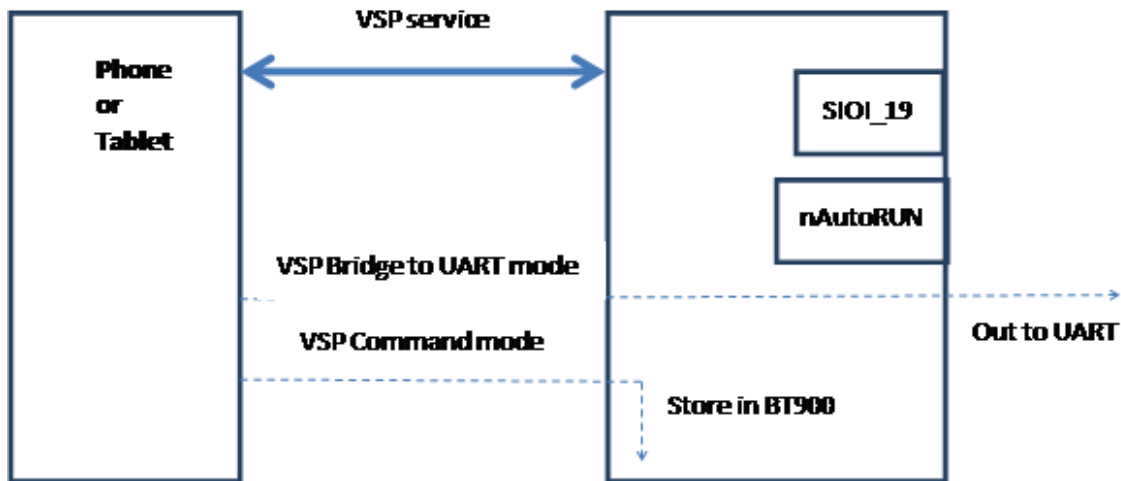 VSP service
Phone
or
Tablet
SIOI_19
nAutoRUN
VSP Bridge to UART mode
Out to UART
VSP Command mode
Store in BT900